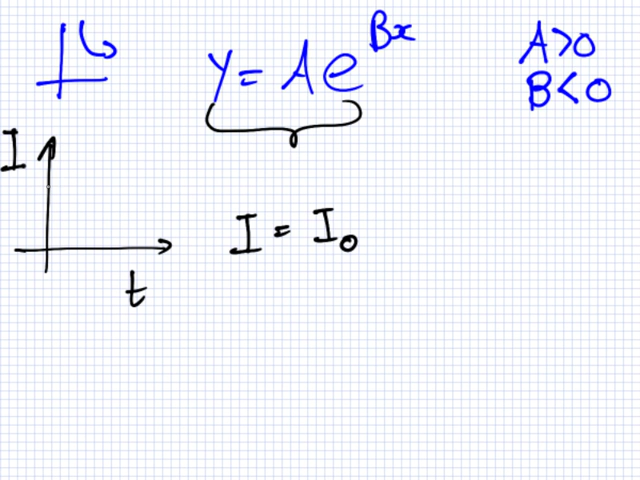 y = Ae^{Bx}
A>0
B<0
I
I = I₀
t